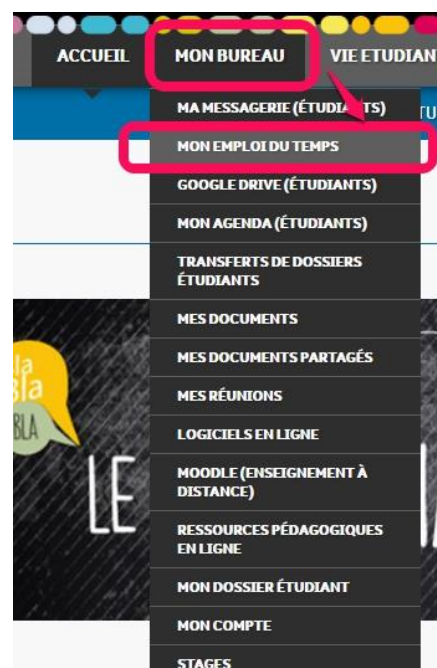 ACCUEIL MON BUREAU VIE ETUDIAN
MA MESSAGERIE (ÉTUDIANTS)
TU
MON EMPLOI DU TEMPS
GOOGLE DRIVE (ÉTUDIANTS)
MON AGENDA (ÉTUDIANTS)
TRANSFERTS DE DOSSIERS
ÉTUDIANTS
MES DOCUMENTS
MES DOCUMENTS PARTAGÉS
bla
MES RÉUNIONS
BLA
LOGICIELS EN LIGNE
LE
MOODLE (ENSEIGNEMENT À
DISTANCE)
RESSOURCES PÉDAGOGIQUES
EN LIGNE
MON DOSSIER ÉTUDIANT
MON COMPTE
STAGES